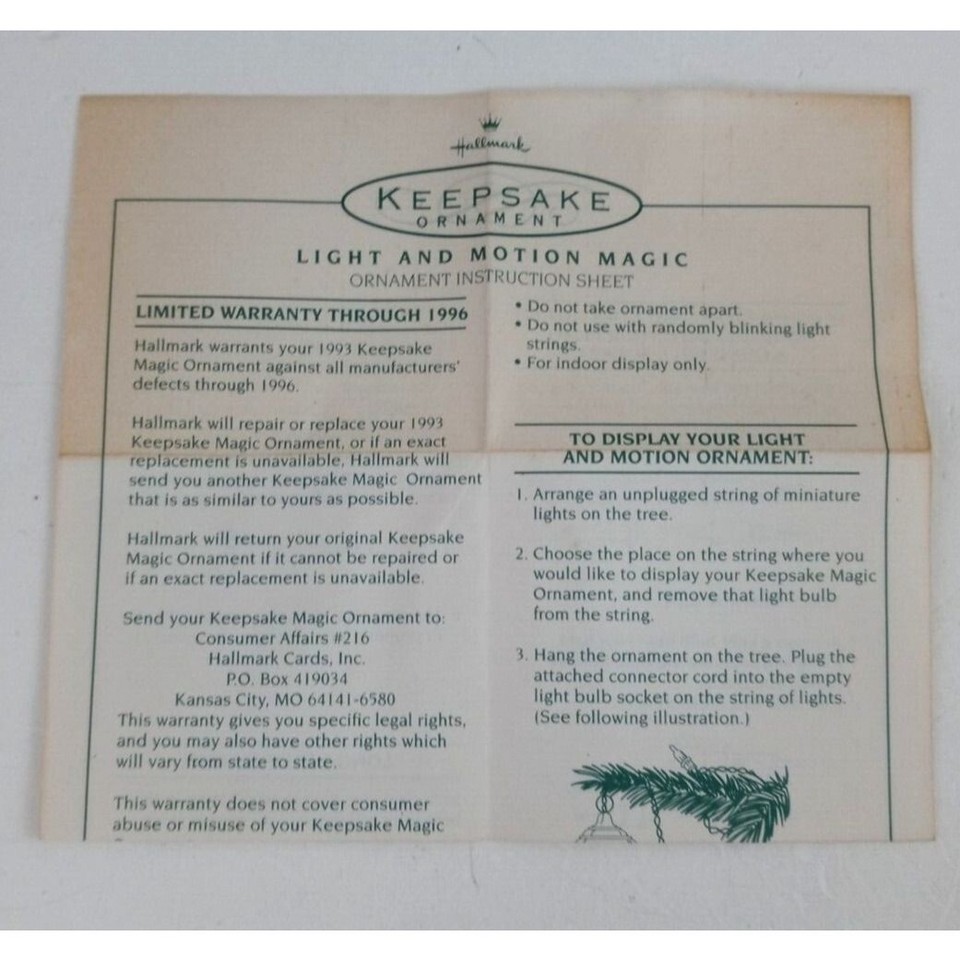 Hallmark
KEEPSAKE
ORNAMENT
LIGHT AND MOTION MAGIC
ORNAMENT INSTRUCTION SHEET
LIMITED WARRANTY THROUGH 1996
Hallmark warrants your 1993 Keepsake
Magic Ornament against all manufacturers'
defects through 1996.
Hallmark will repair or replace your 1993
Keepsake Magic Ornament, or if an exact
replacement is unavailable, Hallmark will
send you another Keepsake Magic Ornament
that is as similar to yours as possible.
Hallmark will return your original Keepsake
Magic Ornament if it cannot be repaired or
if an exact replacement is unavailable.
Send your Keepsake Magic Ornament to:
Consumer Affairs #216
Hallmark Cards, Inc.
P.O. Box 419034
Kansas City, MO 64141-6580
This warranty gives you specific legal rights,
and you may also have other rights which
will vary from state to state.
This warranty does not cover consumer
abuse or misuse of your Keepsake Magic
• Do not take ornament apart.
• Do not use with randomly blinking light
strings.
• For indoor display only.
TO DISPLAY YOUR LIGHT
AND MOTION ORNAMENT:
1. Arrange an unplugged string of miniature
lights on the tree.
2. Choose the place on the string where you
would like to display your Keepsake Magic
Ornament, and remove that light bulb
from the string.
3. Hang the ornament on the tree. Plug the
attached connector cord into the empty
light bulb socket on the string of lights.
(See following illustration.)